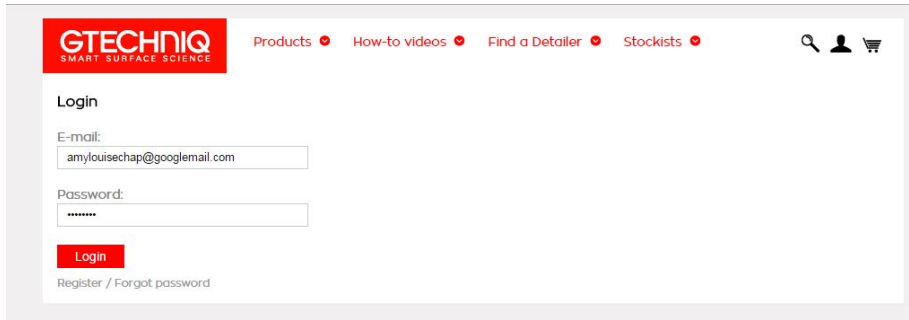 GTECHNIQ
SMART SURFACE SCIENCE
Products How-to videos Find a Detailer Stockists
Login
E-mail:
amylouisechap@googlemail.com
Password:
••••••••
Login
Register / Forgot password